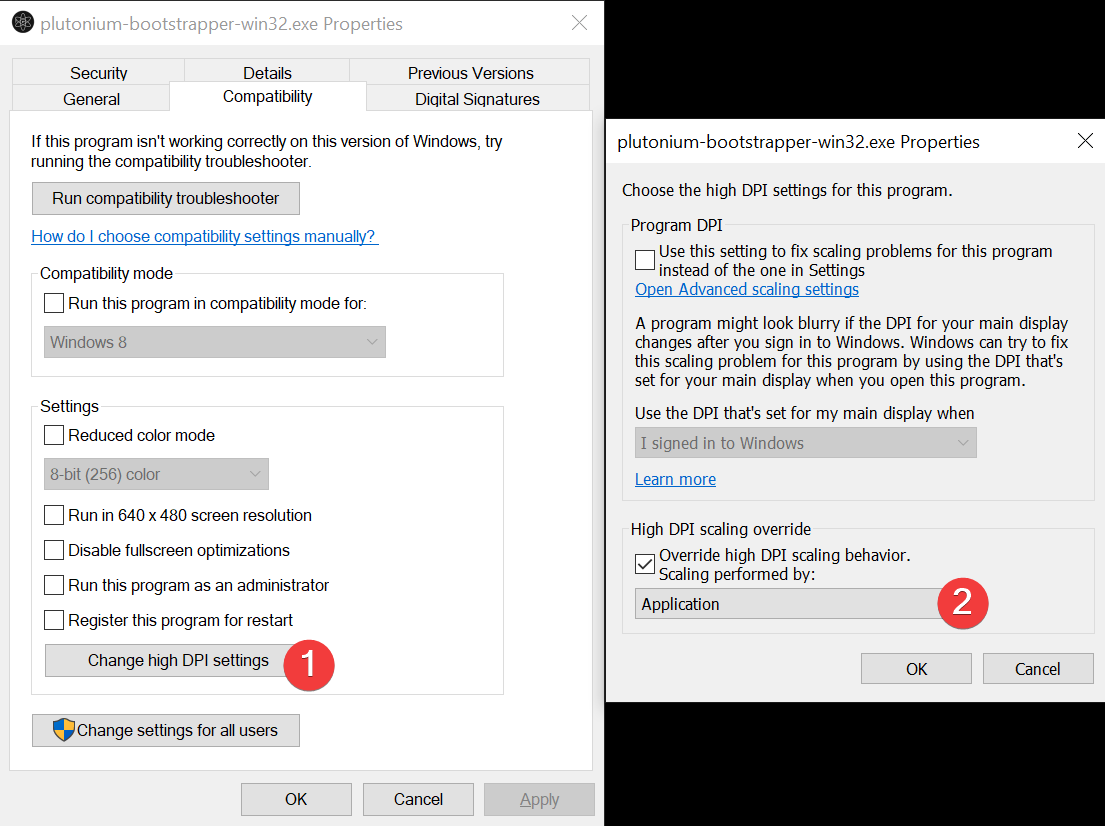 plutonium-bootstrapper-win32.exe Properties
Security
Details
Previous Versions
General
Compatibility
Digital Signatures
If this program isn't working correctly on this version of Windows, try
running the compatibility troubleshooter.
Run compatibility troubleshooter
How do I choose compatibility settings manually?
Compatibility mode
Run this program in compatibility mode for:
Windows 8
Settings
Reduced color mode
8-bit (256) color
Run in 640 x 480 screen resolution
Disable fullscreen optimizations
Run this program as an administrator
Register this program for restart
Change high DPI settings
1
Change settings for all users
OK
Cancel
Apply
plutonium-bootstrapper-win32.exe Properties
Choose the high DPI settings for this program.
Program DPI
Use this setting to fix scaling problems for this program
instead of the one in Settings
Open Advanced scaling settings
A program might look blurry if the DPI for your main display
changes after you sign in to Windows. Windows can try to fix
this scaling problem for this program by using the DPI that's
set for your main display when you open this program.
Use the DPI that's set for my main display when
I signed in to Windows
Learn more
High DPI scaling override
Override high DPI scaling behavior.
Scaling performed by:
Application
2
OK
Cancel